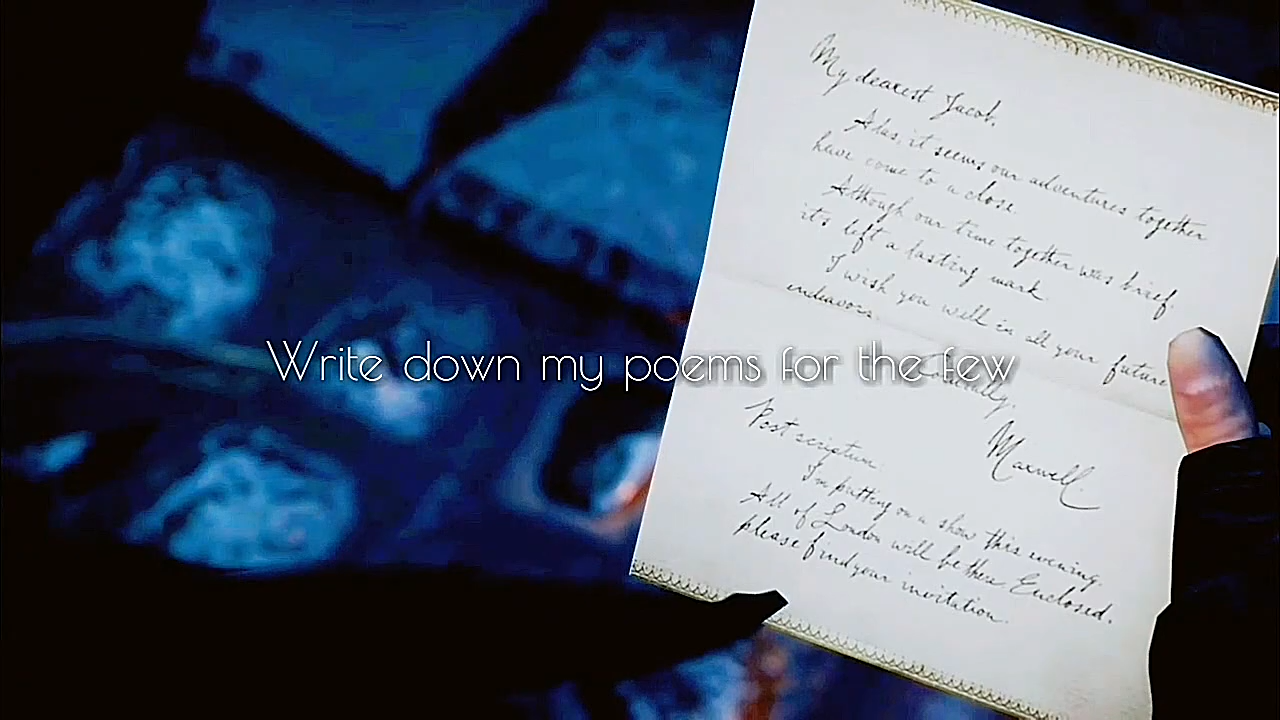 My dearest Jacob,
Alas, it seems our adventures together
have come to a close.
Although our time together was brief
it's left a lasting mark.
I wish you well in all your future
endeavors.
Write down my poems for the few
Maxwell.
Post scriptum:
I'm putting on a show this evening.
All of London will be there. Enclosed,
please find your invitation.